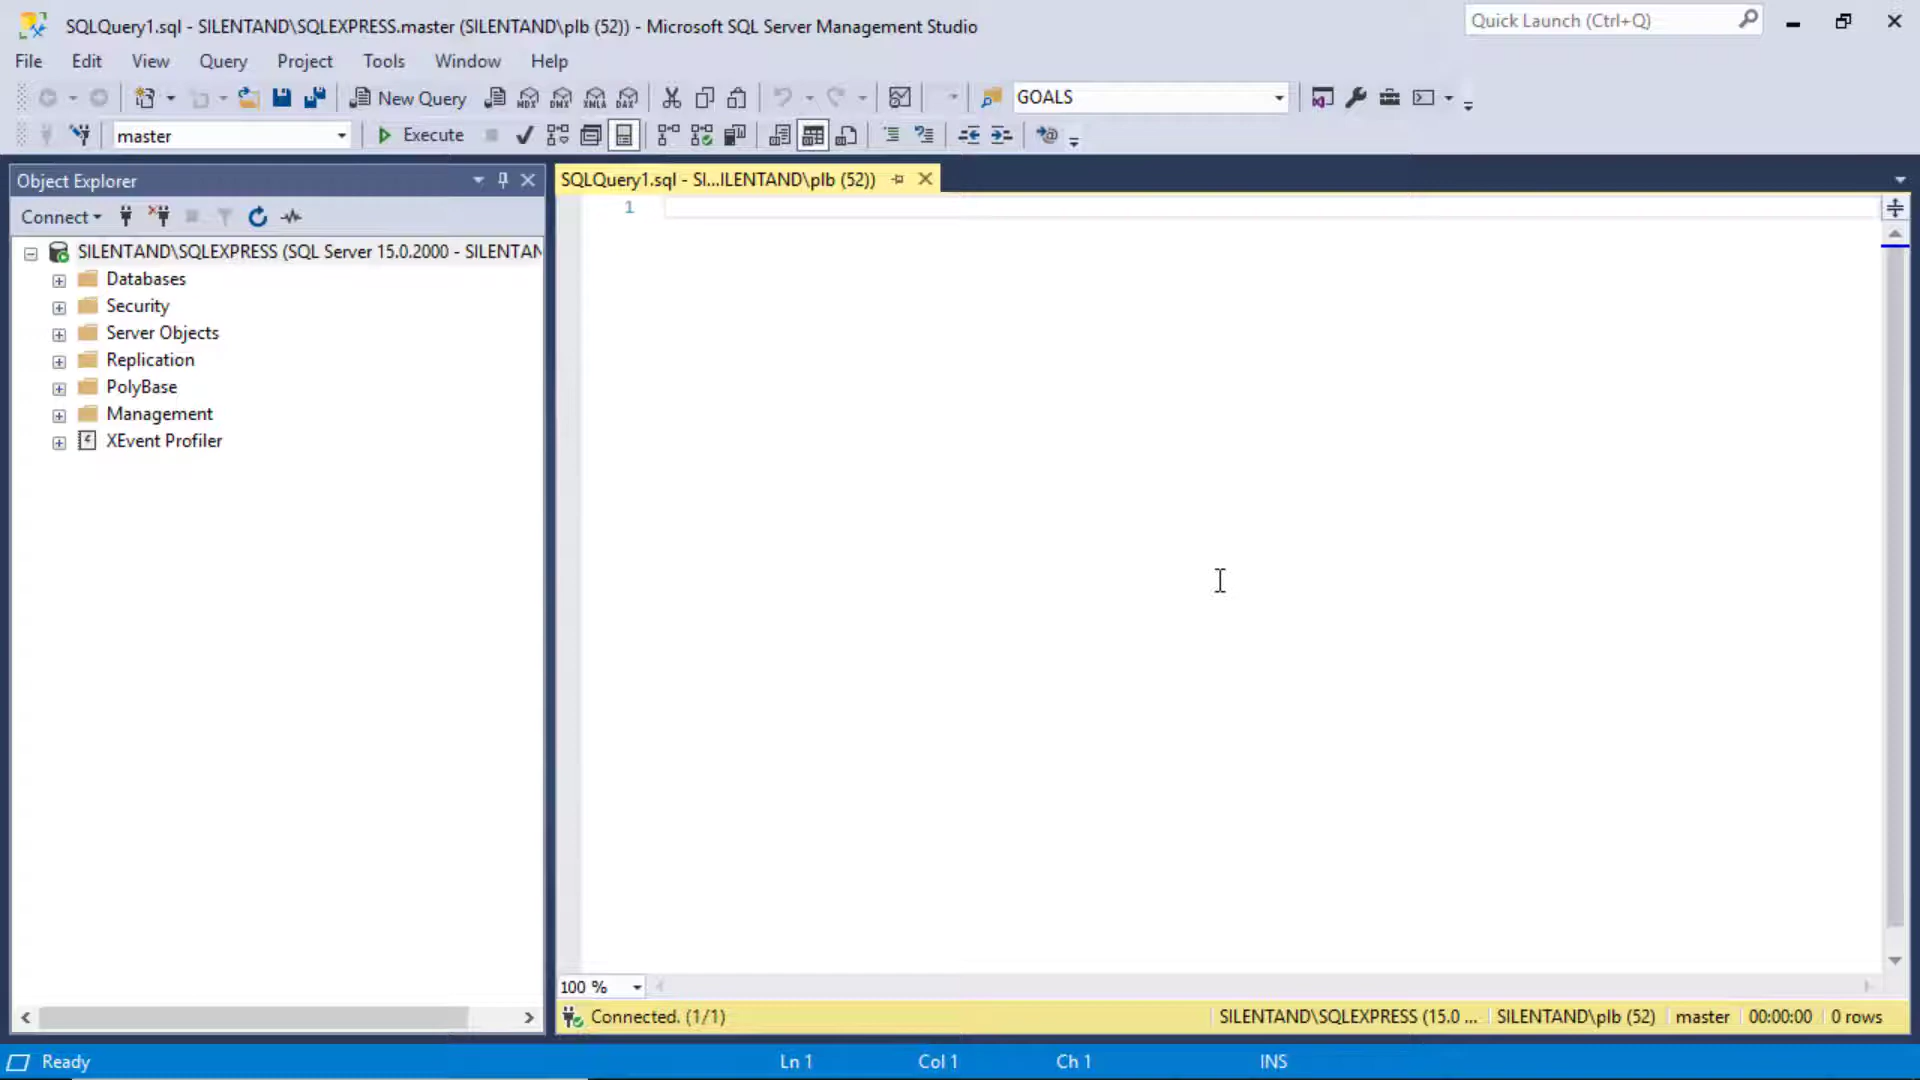 SQLQuery1.sql - SILENTAND\SQLEXPRESS.master (SILENTAND\plb (52)) - Microsoft SQL Server Management Studio
Quick Launch (Ctrl+Q)
File Edit View Query Project Tools Window Help
New Query MDX DMX XMLA DAX GOALS
master Execute
Object Explorer
SQLQuery1.sql - SI...ILENTAND\plb (52))
Connect
1
SILENTAND\SQLEXPRESS (SQL Server 15.0.2000 - SILENTAN
Databases
Security
Server Objects
Replication
PolyBase
Management
XEvent Profiler
100 %
Connected. (1/1) SILENTAND\SQLEXPRESS (15.0 ... SILENTAND\plb (52) master 00:00:00 0 rows
Ready Ln 1 Col 1 Ch 1 INS